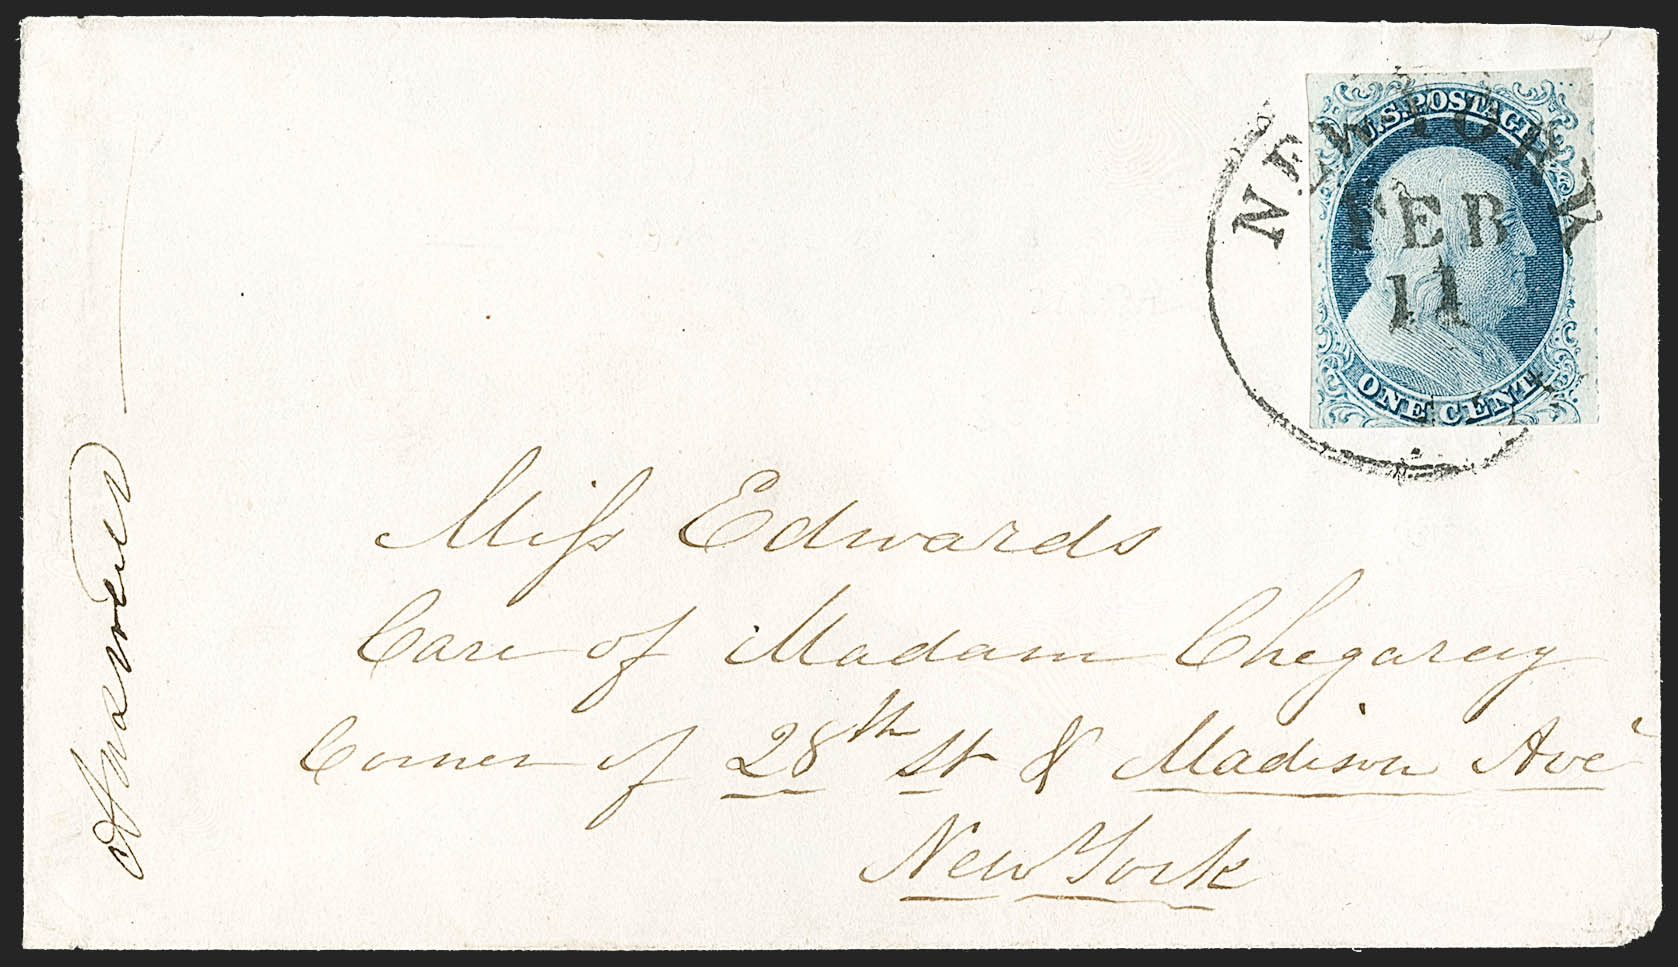 U.S. POSTAGE
NEW YORK
FEB
11
ONE CENT
Miss Edwards
Care of Madam Chegaray
Corner of 28th St & Madison Ave
New York
Answered